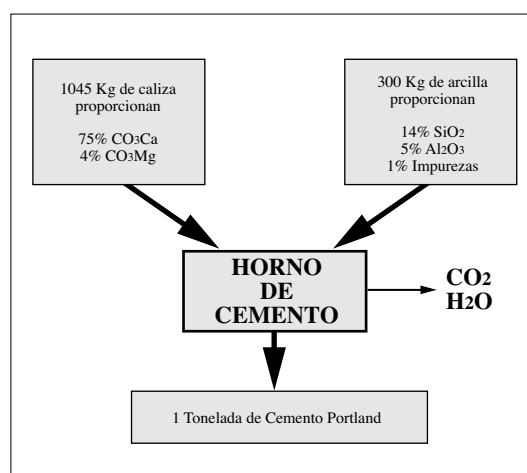 1045 Kg de caliza
proporcionan
75% CO3Ca
4% CO3Mg
300 Kg de arcilla
proporcionan
14% SiO2
5% Al2O3
1% Impurezas
HORNO
DE
CEMENTO
CO2
H2O
1 Tonelada de Cemento Portland